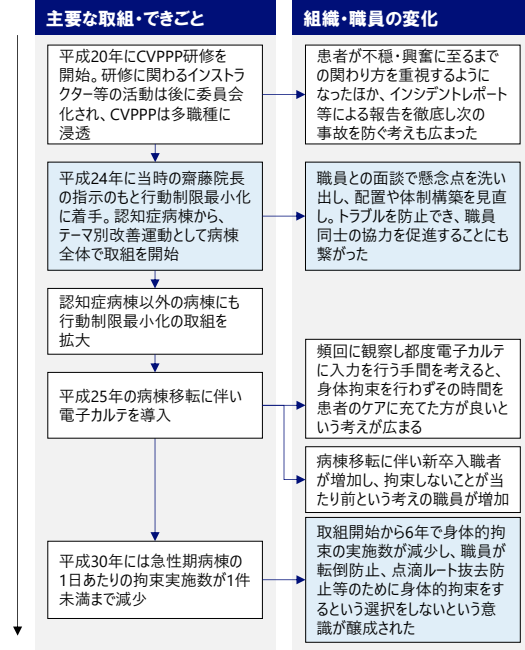 主要な取組・できごと
組織・職員の変化
平成20年にCVPPP研修を
開始。研修に関わるインストラ
クター等の活動は後に委員会
化され、CVPPPは多職種に
浸透
患者が不穏・興奮に至るまで
の関わり方を重視するように
なったほか、インシデントレポート
等による報告を徹底し次の
事故を防ぐ考えも広まった
平成24年に当時の齋藤院長
の指示のもと行動制限最小化
に着手。認知症病棟から、
テーマ別改善運動として病棟
全体で取組を開始
職員との面談で懸念点を洗い
出し、配置や体制構築を見直
し。トラブルを防止でき、職員
同士の協力を促進することにも
繋がった
認知症病棟以外の病棟にも
行動制限最小化の取組を
拡大
平成25年の病棟移転に伴い
電子カルテを導入
頻回に観察し都度電子カルテ
に入力を行う手間を考えると、
身体拘束を行わずその時間を
患者のケアに充てた方が良いと
いう考えが広まる
病棟移転に伴い新卒入職者
が増加し、拘束しないことが当
たり前という考えの職員が増加
平成30年には急性期病棟の
1日あたりの拘束実施数が1件
未満まで減少
取組開始から6年で身体的拘
束の実施数が減少し、職員が
転倒防止、点滴ルート抜去防
止等のために身体的拘束をす
るという選択をしないという意
識が醸成された